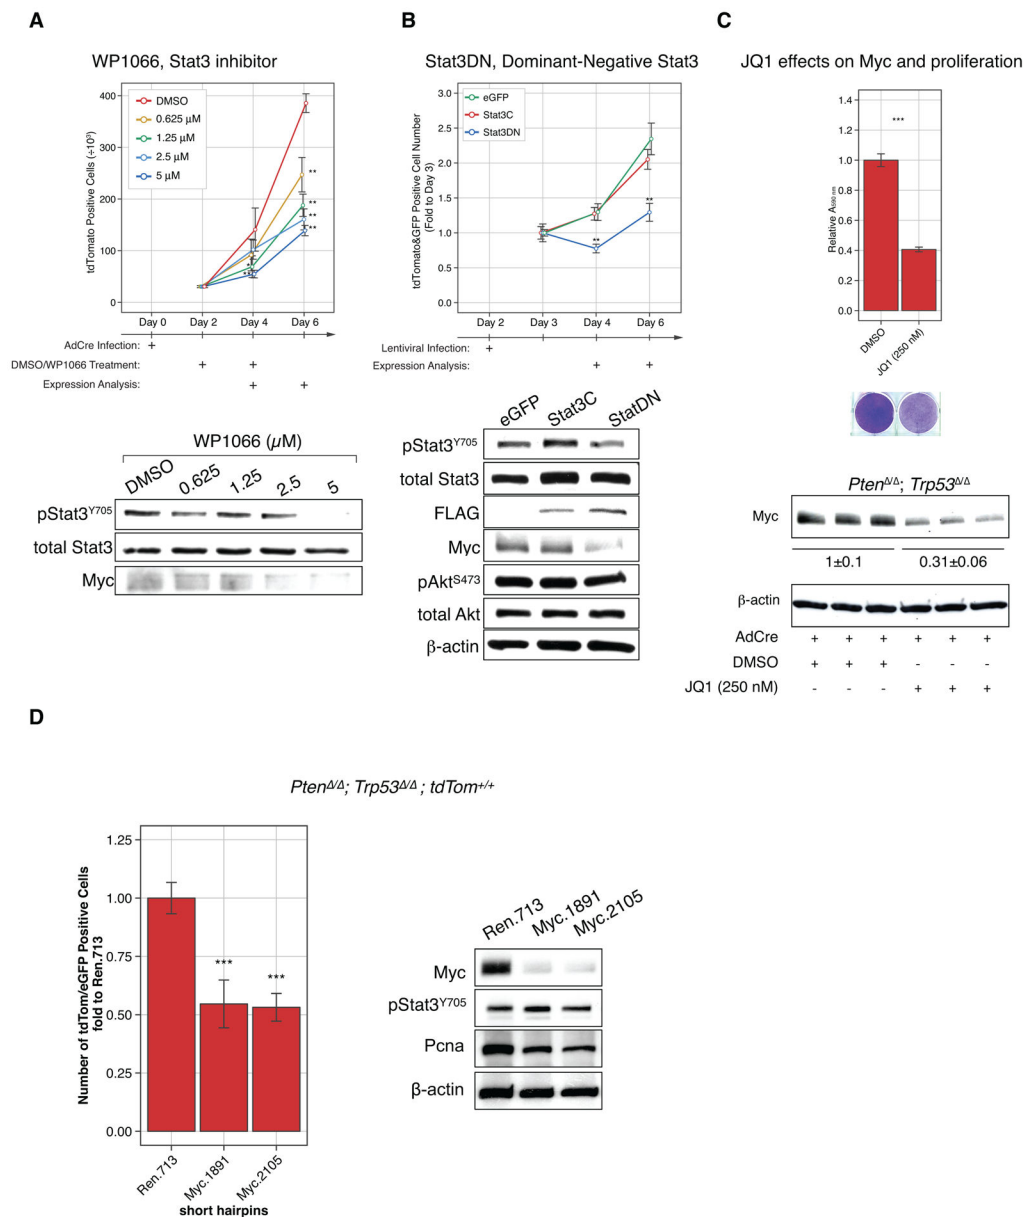 A
WP1066, Stat3 inhibitor
tdTomato Positive Cells (÷10³)
400
300
200
100
0
DMSO
0.625 µM
1.25 µM
2.5 µM
5 µM
**
**
**
**
*
**
Day 0 Day 2 Day 4 Day 6
AdCre Infection: +
DMSO/WP1066 Treatment: + +
Expression Analysis: + +
WP1066 (µM)
DMSO 0.625 1.25 2.5 5
pStat3Y705
total Stat3
Myc
B
Stat3DN, Dominant-Negative Stat3
tdTomato&GFP Positive Cell Number
(Fold to Day 3)
3.0
2.5
2.0
1.5
1.0
0.5
0.0
eGFP
Stat3C
Stat3DN
**
**
Day 2 Day 3 Day 4 Day 6
Lentiviral Infection: +
Expression Analysis: + +
eGFP Stat3C StatDN
pStat3Y705
total Stat3
FLAG
Myc
pAktS473
total Akt
β-actin
C
JQ1 effects on Myc and proliferation
Relative A590 nm
1.4
1.2
1.0
0.8
0.6
0.4
0.2
0.0
***
DMSO
JQ1 (250 nM)
PtenΔ/Δ; Trp53Δ/Δ
Myc
1±0.1 0.31±0.06
β-actin
AdCre + + + + + +
DMSO + + + - - -
JQ1 (250 nM) - - - + + +
D
PtenΔ/Δ; Trp53Δ/Δ ; tdTom+/+
Number of tdTom/eGFP Positive Cells
fold to Ren.713
1.25
1.00
0.75
0.50
0.25
0.00
***
***
Ren.713
Myc.1891
Myc.2105
short hairpins
Ren.713 Myc.1891 Myc.2105
Myc
pStat3Y705
Pcna
β-actin